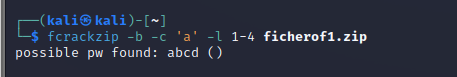 ┌──(kali㉿kali)-[~]
└─$ fcrackzip -b -c 'a' -l 1-4 ficherof1.zip
possible pw found: abcd ()